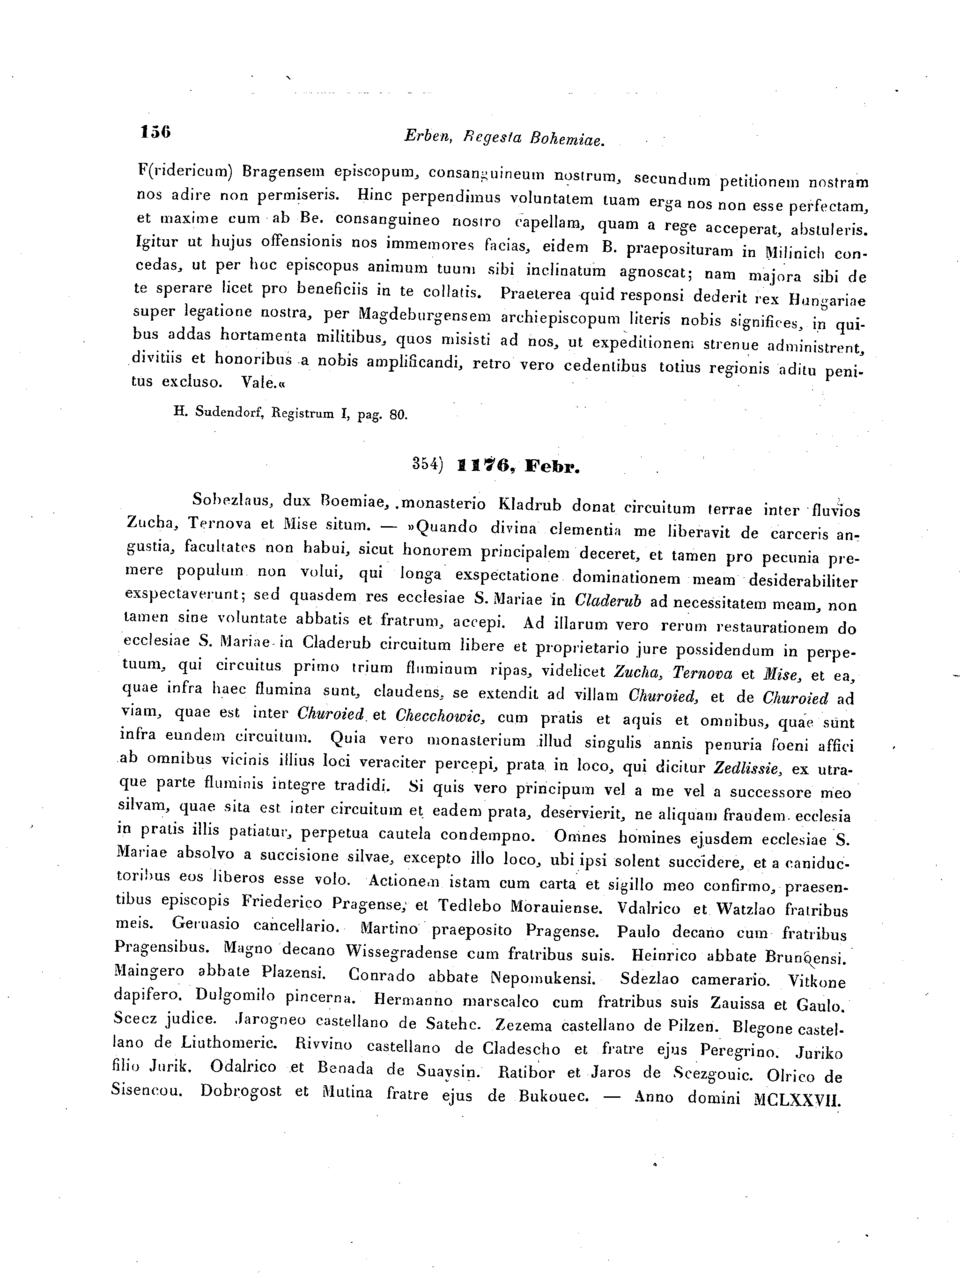 156 Erben, Regesta Bohemiae.
F(ridericum) Bragensem episcopum, consanguineum nostrum, secundum petitionem nostram
nos adire non permiseris. Hinc perpendimus voluntatem tuam erga nos non esse perfectam,
et maxime cum ab Be. consanguineo nostro capellam, quam a rege acceperat, abstuleris.
Igitur ut hujus offensionis nos immemores facias, eidem B. praeposituram in Milinich con-
cedas, ut per hoc episcopus animum tuum sibi inclinatum agnoscat; nam majora sibi de
te sperare licet pro beneficiis in te collatis. Praeterea quid responsi dederit rex Hungariae
super legatione nostra, per Magdeburgensem archiepiscopum literis nobis significes, in qui-
bus addas hortamenta militibus, quos misisti ad nos, ut expeditionem strenue administrent,
divitiis et honoribus a nobis amplificandi, retro vero cedentibus totius regionis aditu peni-
tus excluso. Vale.«
H. Sudendorf, Registrum I, pag. 80.
354) 1176, Febr.
Sobezlaus, dux Boemiae, monasterio Kladrub donat circuitum terrae inter fluvios
Zucha, Ternova et Mise situm. — »Quando divina clementia me liberavit de carceris an-
gustia, facultates non habui, sicut honorem principalem deceret, et tamen pro pecunia pre-
mere populum non volui, qui longa exspectatione dominationem meam desiderabiliter
exspectaverunt; sed quasdem res ecclesiae S. Mariae in Claderub ad necessitatem meam, non
tamen sine voluntate abbatis et fratrum, accepi. Ad illarum vero rerum restaurationem do
ecclesiae S. Mariae in Claderub circuitum libere et proprietario jure possidendum in perpe-
tuum, qui circuitus primo trium fluminum ripas, videlicet Zucha, Ternova et Mise, et ea,
quae infra haec flumina sunt, claudens, se extendit ad villam Churoied, et de Churoied ad
viam, quae est inter Churoied et Checchowic, cum pratis et aquis et omnibus, quae sunt
infra eundem circuitum. Quia vero monasterium illud singulis annis penuria foeni affici
ab omnibus vicinis illius loci veraciter percepi, prata in loco, qui dicitur Zedlissie, ex utra-
que parte fluminis integre tradidi. Si quis vero principum vel a me vel a successore meo
silvam, quae sita est inter circuitum et eadem prata, deservierit, ne aliquam fraudem ecclesia
in pratis illis patiatur, perpetua cautela condempno. Omnes homines ejusdem ecclesiae S.
Mariae absolvo a succisione silvae, excepto illo loco, ubi ipsi solent succidere, et a caniduc-
toribus eos liberos esse volo. Actionem istam cum carta et sigillo meo confirmo, praesen-
tibus episcopis Friederico Pragense, et Tedlebo Morauiense. Vdalrico et Watzlao fratribus
meis. Geruasio cancellario. Martino praeposito Pragense. Paulo decano cum fratribus
Pragensibus. Magno decano Wissegradense cum fratribus suis. Heinrico abbate Brunnensi.
Maingero abbate Plazensi. Conrado abbate Nepomukensi. Sdezlao camerario. Vitkone
dapifero. Dulgomilo pincerna. Hermanno marscalco cum fratribus suis Zauissa et Gaulo.
Scecz judice. Jarogneo castellano de Satehc. Zezema castellano de Pilzen. Blegone castel-
lano de Liuthomeric. Rivvino castellano de Cladescho et fratre ejus Peregrino. Juriko
filio Jurik. Odalrico et Benada de Suaysin. Ratibor et Jaros de Scezgouic. Olrico de
Sisencou. Dobrogost et Mutina fratre ejus de Bukouec. — Anno domini MCLXXVII.